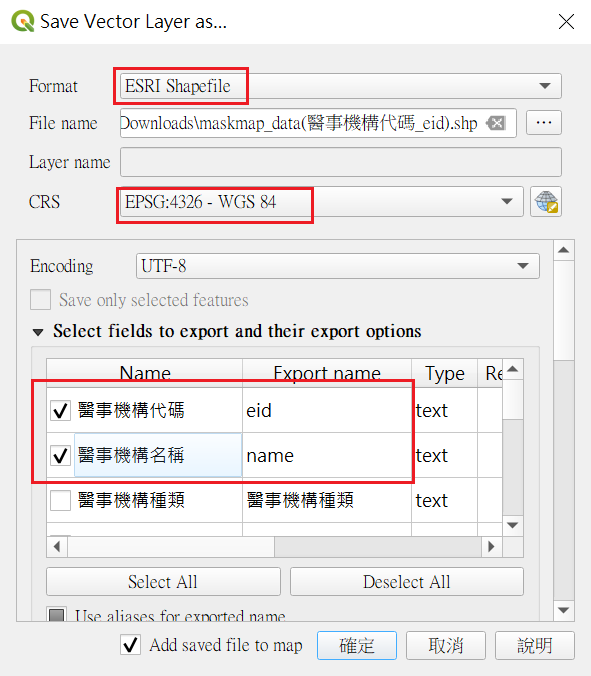 Save Vector Layer as...
Format ESRI Shapefile
File name Downloads\maskmap_data(醫事機構代碼_eid).shp ...
Layer name
CRS EPSG:4326 - WGS 84
Encoding UTF-8
Save only selected features
Select fields to export and their export options
Name Export name Type Re
醫事機構代碼 eid text
醫事機構名稱 name text
醫事機構種類 醫事機構種類 text
Select All Deselect All
Use aliases for exported name
Add saved file to map 確定 取消 說明